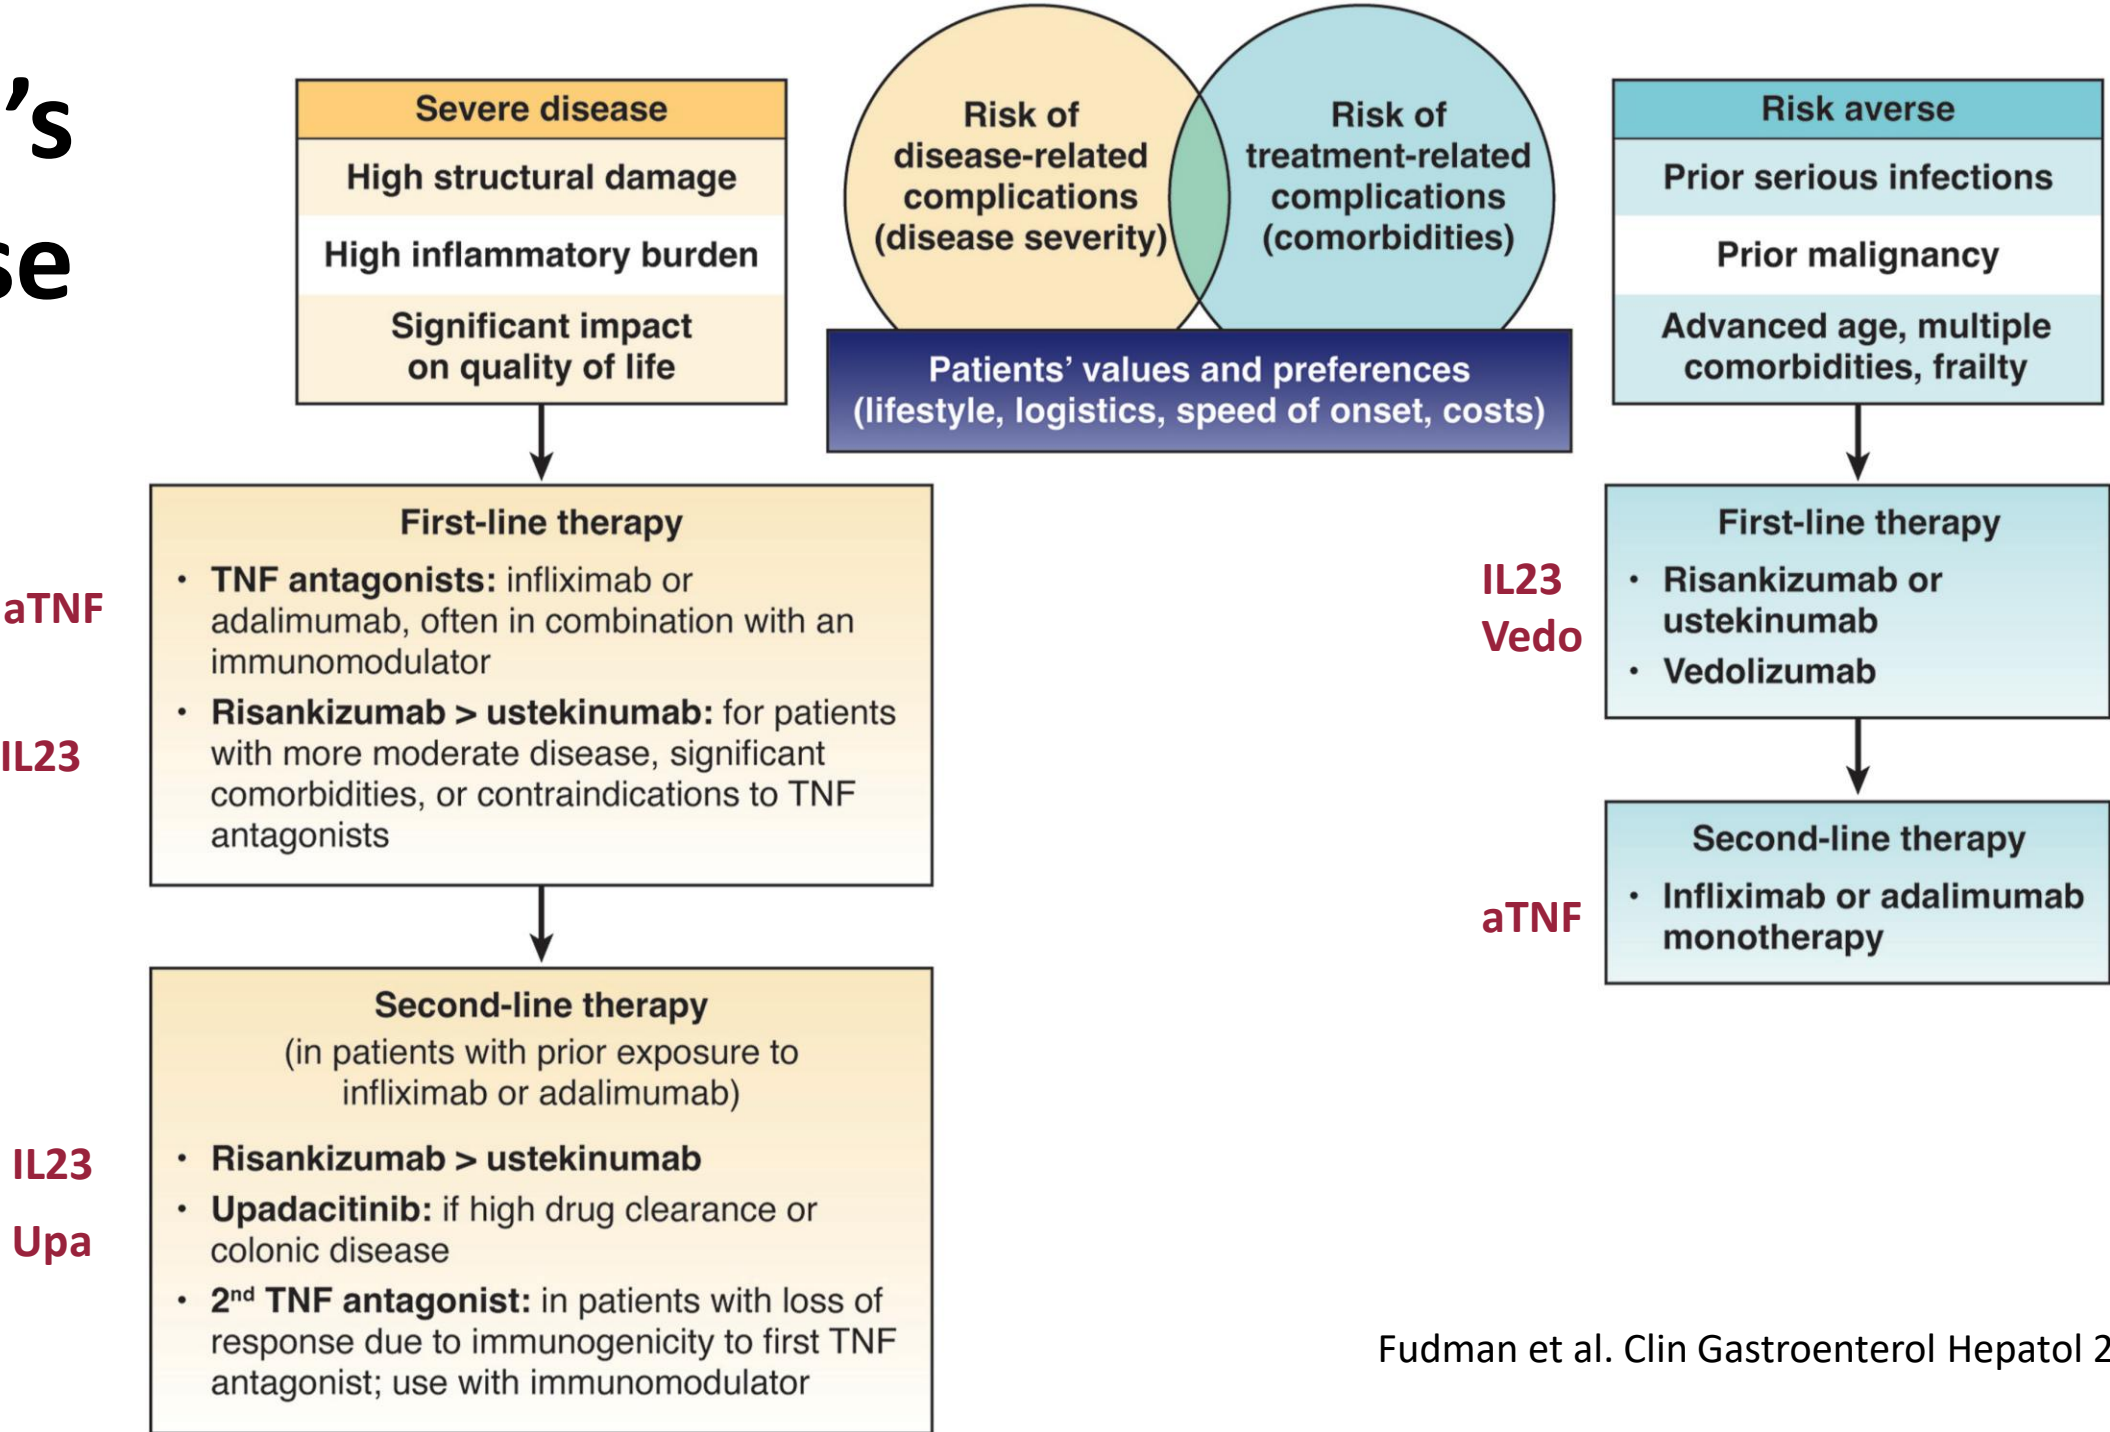 ’s
se
Severe disease
High structural damage
High inflammatory burden
Significant impact
on quality of life
Risk of
disease-related
complications
(disease severity)
Risk of
treatment-related
complications
(comorbidities)
Patients’ values and preferences
(lifestyle, logistics, speed of onset, costs)
Risk averse
Prior serious infections
Prior malignancy
Advanced age, multiple
comorbidities, frailty
aTNF
IL23
First-line therapy
• TNF antagonists: infliximab or
adalimumab, often in combination with an
immunomodulator
• Risankizumab > ustekinumab: for patients
with more moderate disease, significant
comorbidities, or contraindications to TNF
antagonists
IL23
Upa
Second-line therapy
(in patients with prior exposure to
infliximab or adalimumab)
• Risankizumab > ustekinumab
• Upadacitinib: if high drug clearance or
colonic disease
• 2nd TNF antagonist: in patients with loss of
response due to immunogenicity to first TNF
antagonist; use with immunomodulator
IL23
Vedo
First-line therapy
• Risankizumab or
ustekinumab
• Vedolizumab
aTNF
Second-line therapy
• Infliximab or adalimumab
monotherapy
Fudman et al. Clin Gastroenterol Hepatol 2